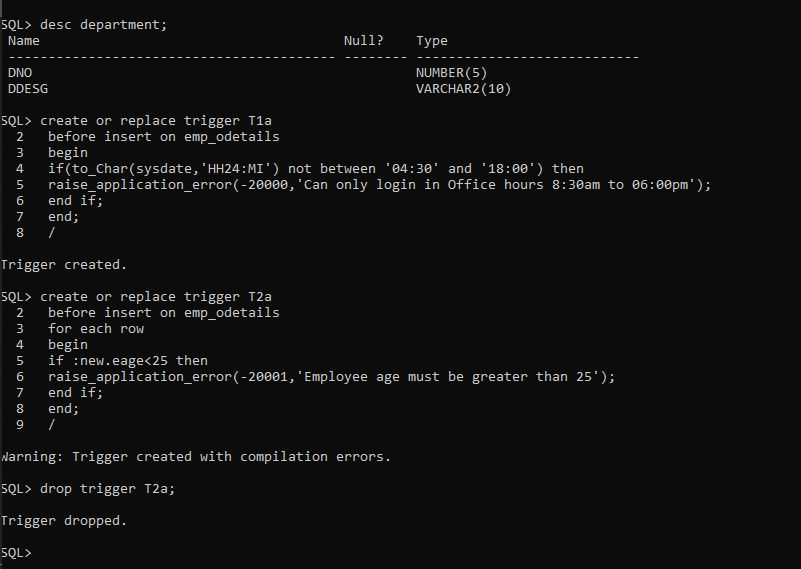 SQL> desc department;
Name Null? Type
----------------------------------------- -------- ----------------------------
DNO NUMBER(5)
DDESG VARCHAR2(10)
SQL> create or replace trigger T1a
2 before insert on emp_odetails
3 begin
4 if(to_Char(sysdate,'HH24:MI') not between '04:30' and '18:00') then
5 raise_application_error(-20000,'Can only login in Office hours 8:30am to 06:00pm');
6 end if;
7 end;
8 /
Trigger created.
SQL> create or replace trigger T2a
2 before insert on emp_odetails
3 for each row
4 begin
5 if :new.eage<25 then
6 raise_application_error(-20001,'Employee age must be greater than 25');
7 end if;
8 end;
9 /
Warning: Trigger created with compilation errors.
SQL> drop trigger T2a;
Trigger dropped.
SQL>